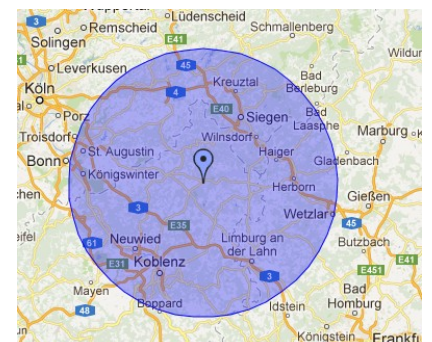 Lüdenscheid
3
Remscheid
Schmallenberg
Solingen
E41
Leverkusen
45
Bad
Berleburg
Köln
4
Kreuztal
Porz
E40
Siegen
Bad
Laasphe
Troisdorf
Wilnsdorf
Marburg
Bonn
St. Augustin
Haiger
Gladenbach
Königswinter
Herborn
3
Gießen
Wetzlar
45
E35
61
Neuwied
Limburg an
der Lahn
Butzbach
E41
E31
Koblenz
3
E451
Mayen
Boppard
Idstein
Bad
Homburg
48
Königstein